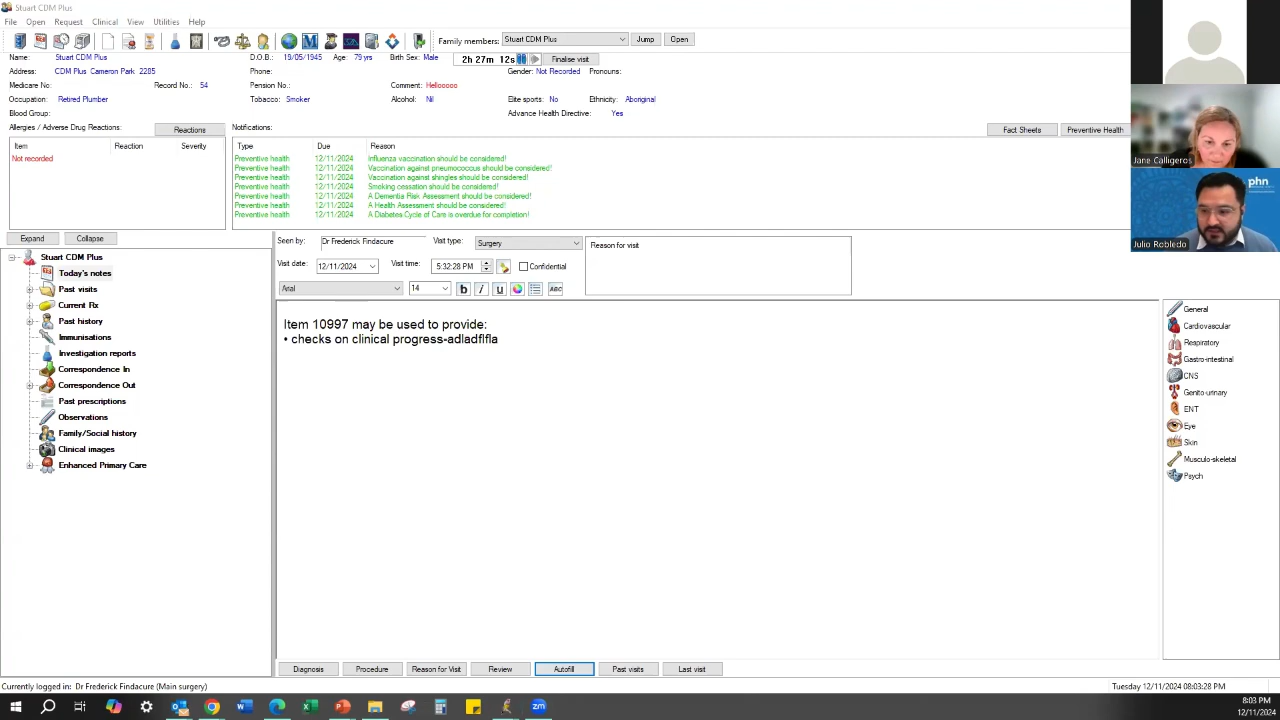 Stuart CDM Plus
File Open Request Clinical View Utilities Help
Family members: Stuart CDM Plus Jump Open
Name: Stuart CDM Plus D.O.B.: 19/05/1945 Age: 79 yrs Birth Sex: Male 2h 27m 12s Finalise visit
Address: CDM Plus Cameron Park 2285 Phone: Gender: Not Recorded Pronouns:
Medicare No: Record No.: 54 Pension No.: Comment: Hellooooo
Occupation: Retired Plumber Tobacco: Smoker Alcohol: Nil Elite sports: No Ethnicity: Aboriginal
Blood Group: Advance Health Directive: Yes
Allergies / Adverse Drug Reactions: Reactions Notifications: Fact Sheets Preventive Health
Item Reaction Severity Type Due Reason
Not recorded Preventive health 12/11/2024 Influenza vaccination should be considered!
Preventive health 12/11/2024 Vaccination against pneumococcus should be considered!
Preventive health 12/11/2024 Vaccination against shingles should be considered!
Preventive health 12/11/2024 Smoking cessation should be considered!
Preventive health 12/11/2024 A Dementia Risk Assessment should be considered!
Preventive health 12/11/2024 A Health Assessment should be considered!
Preventive health 12/11/2024 A Diabetes Cycle of Care is overdue for completion!
Jane Calligeros
phn
Julio Robledo
Expand Collapse
Stuart CDM Plus
Today's notes
Past visits
Current Rx
Past history
Immunisations
Investigation reports
Correspondence In
Correspondence Out
Past prescriptions
Observations
Family/Social history
Clinical images
Enhanced Primary Care
Seen by: Dr Frederick Findacure Visit type: Surgery Reason for visit
Visit date: 12/11/2024 Visit time: 5:32:28 PM Confidential
Arial 14 b i u ABC
Item 10997 may be used to provide:
• checks on clinical progress-adladflfla
General
Cardiovascular
Respiratory
Gastro-intestinal
CNS
Genito-urinary
ENT
Eye
Skin
Musculo-skeletal
Psych
Diagnosis Procedure Reason for Visit Review Autofill Past visits Last visit
Currently logged in: Dr Frederick Findacure (Main surgery) Tuesday 12/11/2024 08:03:28 PM
8:03 PM
12/11/2024